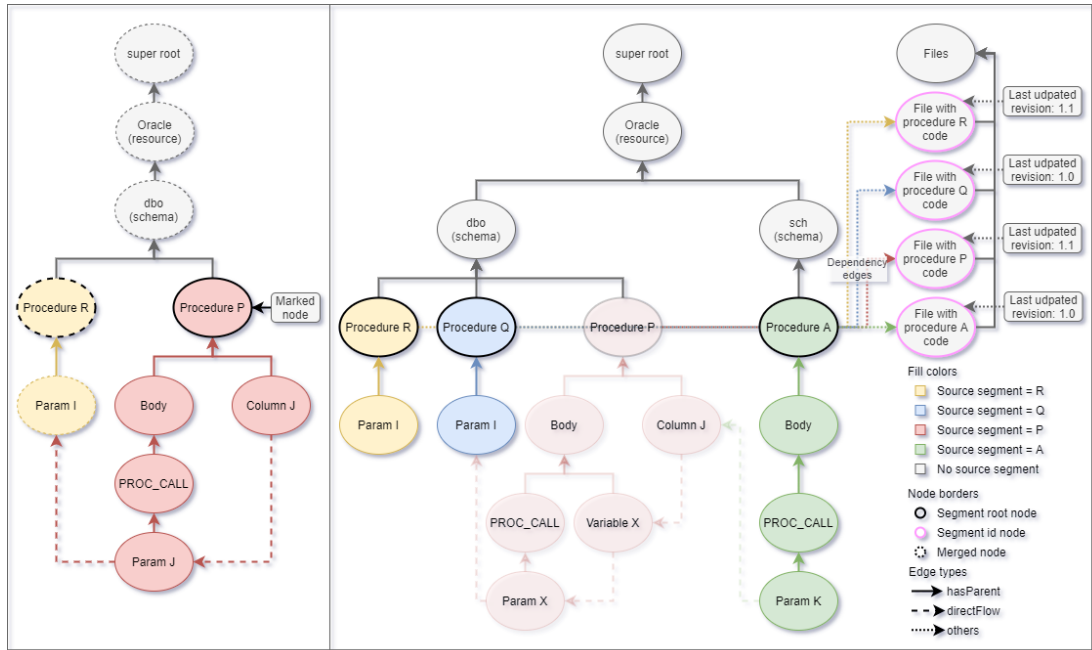 super root
Oracle
(resource)
dbo
(schema)
Procedure R
Procedure P
Marked
node
Param I
Body
Column J
PROC_CALL
Param J
super root
Oracle
(resource)
dbo
(schema)
sch
(schema)
Procedure R
Procedure Q
Procedure P
Procedure A
Param I
Param I
Body
Column J
Body
PROC_CALL
Variable X
PROC_CALL
Param X
Param K
Files
File with
procedure R
code
Last udpated
revision: 1.1
File with
procedure Q
code
Last udpated
revision: 1.0
File with
procedure P
code
Last udpated
revision: 1.1
File with
procedure A
code
Last udpated
revision: 1.0
Dependency
edges
Fill colors
Source segment = R
Source segment = Q
Source segment = P
Source segment = A
No source segment
Node borders
Segment root node
Segment id node
Merged node
Edge types
hasParent
directFlow
others